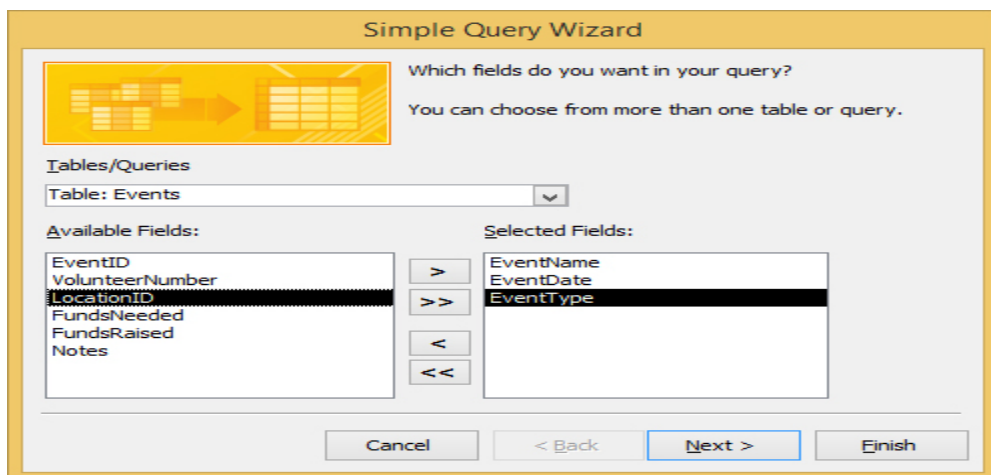 Simple Query Wizard
Which fields do you want in your query?
You can choose from more than one table or query.
Tables/Queries
Table: Events
Available Fields:
EventID
VolunteerNumber
LocationID
FundsNeeded
FundsRaised
Notes
>
>>
<
<<
Selected Fields:
EventName
EventDate
EventType
Cancel
< Back
Next >
Finish